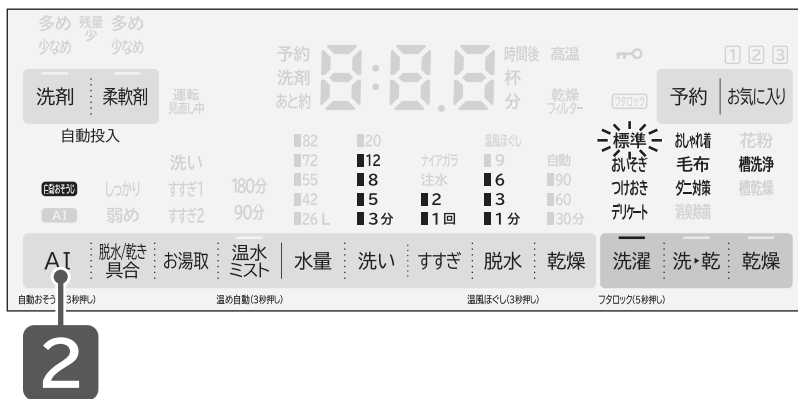 多め 残量少 多め
少なめ 少なめ
予約 時間後 高温
洗剤 8:8.8 杯
あと約 分 乾燥フィルター フタロック
1 2 3
洗剤 柔軟剤 運転見直し中
予約 お気に入り
自動投入
82 20 温風ほぐし 標準 おしゃれ着 花粉
洗い 72 12 ナイアガラ 9 自動 おいそぎ 毛布 槽洗浄
自動おそうじ しっかり すすぎ1 180分 55 8 注水 6 90 つけおき ダニ対策 槽乾燥
42 5 2 3 60
AI 弱め すすぎ2 90分 26L 3分 1回 1分 30分 デリケート 消臭除菌
AI 脱水/乾き具合 お湯取 温水ミスト 水量 洗い すすぎ 脱水 乾燥 洗濯 洗・乾 乾燥
自動おそう 3秒押し) 温め自動(3秒押し) 温風ほぐし(3秒押し) フタロック(5秒押し)
2